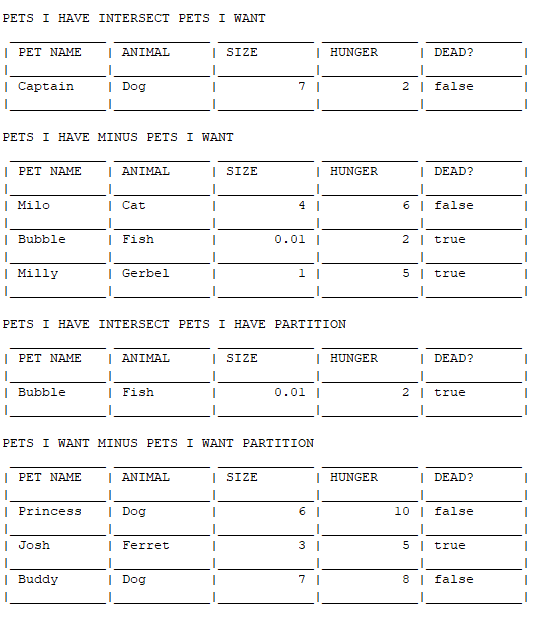 PETS I HAVE INTERSECT PETS I WANT
| PET NAME | ANIMAL | SIZE | HUNGER | DEAD? |
| Captain | Dog | 7 | 2 | false |
PETS I HAVE MINUS PETS I WANT
| PET NAME | ANIMAL | SIZE | HUNGER | DEAD? |
| Milo | Cat | 4 | 6 | false |
| Bubble | Fish | 0.01 | 2 | true |
| Milly | Gerbel | 1 | 5 | true |
PETS I HAVE INTERSECT PETS I HAVE PARTITION
| PET NAME | ANIMAL | SIZE | HUNGER | DEAD? |
| Bubble | Fish | 0.01 | 2 | true |
PETS I WANT MINUS PETS I WANT PARTITION
| PET NAME | ANIMAL | SIZE | HUNGER | DEAD? |
| Princess | Dog | 6 | 10 | false |
| Josh | Ferret | 3 | 5 | true |
| Buddy | Dog | 7 | 8 | false |